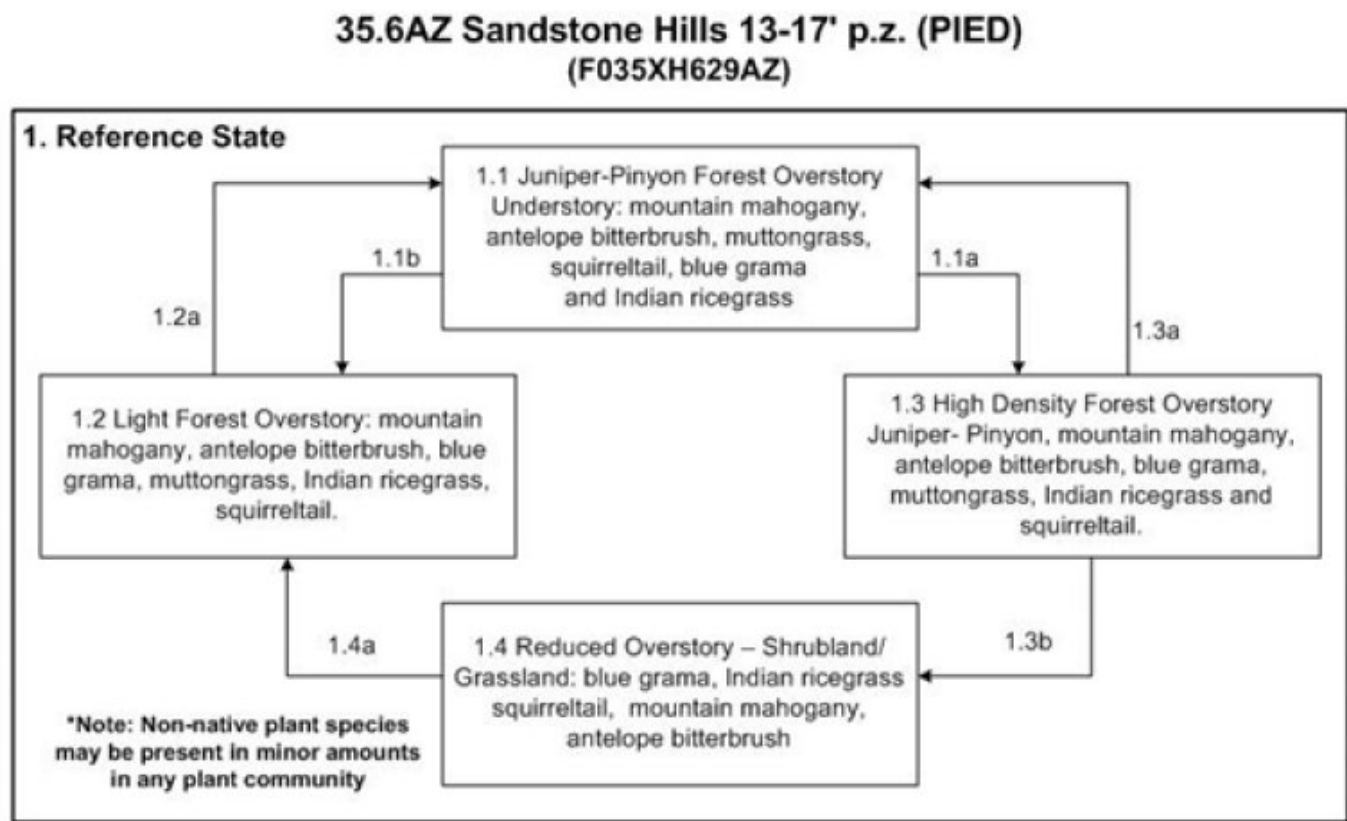 35.6AZ Sandstone Hills 13-17' p.z. (PIED)
(F035XH629AZ)
1. Reference State
1.1 Juniper-Pinyon Forest Overstory
Understory: mountain mahogany,
antelope bitterbrush, muttongrass,
squirreltail, blue grama
and Indian ricegrass
1.1b
1.1a
1.2a
1.3a
1.2 Light Forest Overstory: mountain
mahogany, antelope bitterbrush, blue
grama, muttongrass, Indian ricegrass,
squirreltail.
1.3 High Density Forest Overstory
Juniper- Pinyon, mountain mahogany,
antelope bitterbrush, blue grama,
muttongrass, Indian ricegrass and
squirreltail.
1.4a
1.3b
1.4 Reduced Overstory – Shrubland/
Grassland: blue grama, Indian ricegrass
squirreltail, mountain mahogany,
antelope bitterbrush
*Note: Non-native plant species
may be present in minor amounts
in any plant community